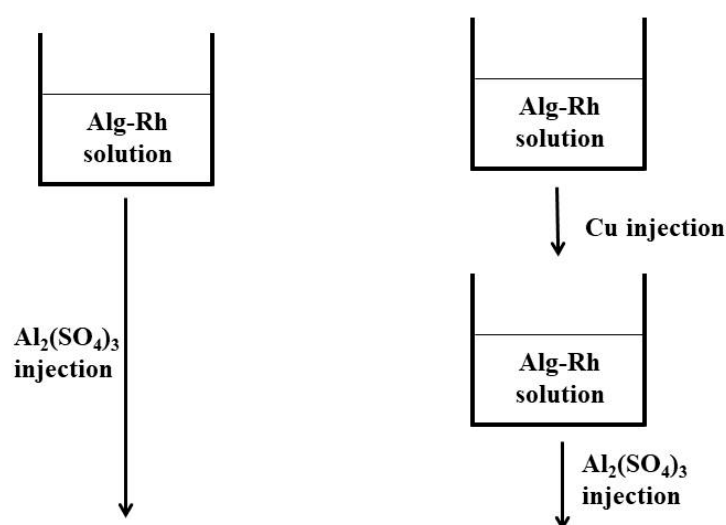 Alg-Rh
solution
Al₂(SO₄)₃
injection
Alg-Rh
solution
Cu injection
Alg-Rh
solution
Al₂(SO₄)₃
injection